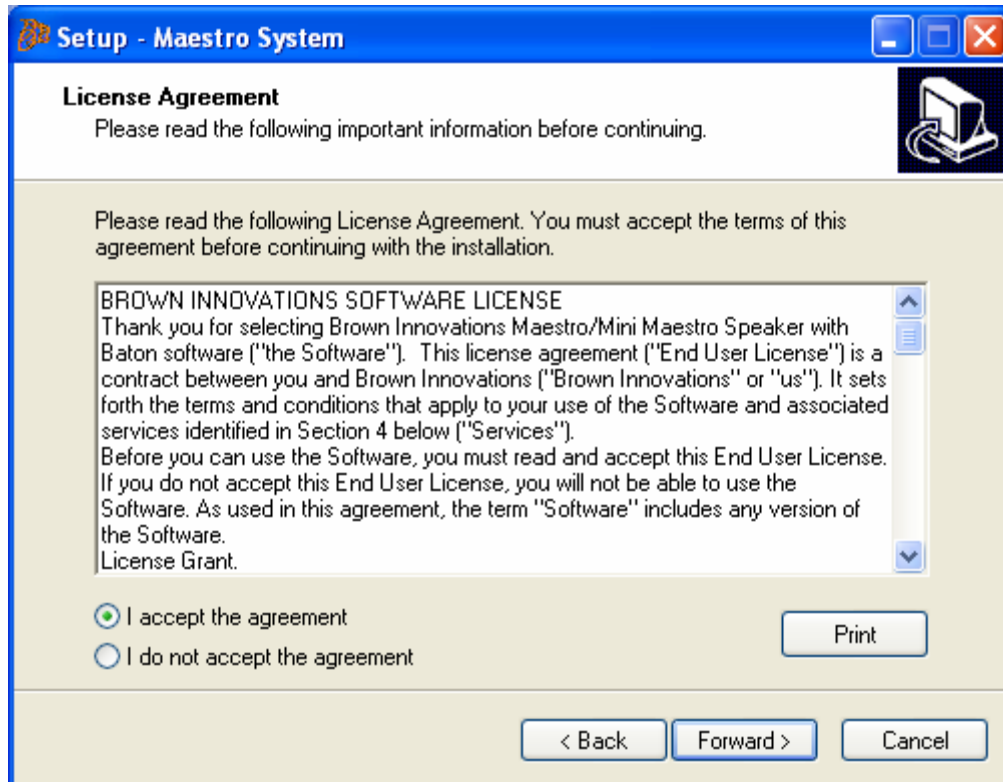 Setup - Maestro System
License Agreement
Please read the following important information before continuing.
Please read the following License Agreement. You must accept the terms of this
agreement before continuing with the installation.
BROWN INNOVATIONS SOFTWARE LICENSE
Thank you for selecting Brown Innovations Maestro/Mini Maestro Speaker with
Baton software ("the Software").  This license agreement ("End User License") is a
contract between you and Brown Innovations ("Brown Innovations" or "us"). It sets
forth the terms and conditions that apply to your use of the Software and associated
services identified in Section 4 below ("Services").
Before you can use the Software, you must read and accept this End User License.
If you do not accept this End User License, you will not be able to use the
Software. As used in this agreement, the term "Software" includes any version of
the Software.
License Grant.
I accept the agreement
Print
I do not accept the agreement
< Back
Forward >
Cancel